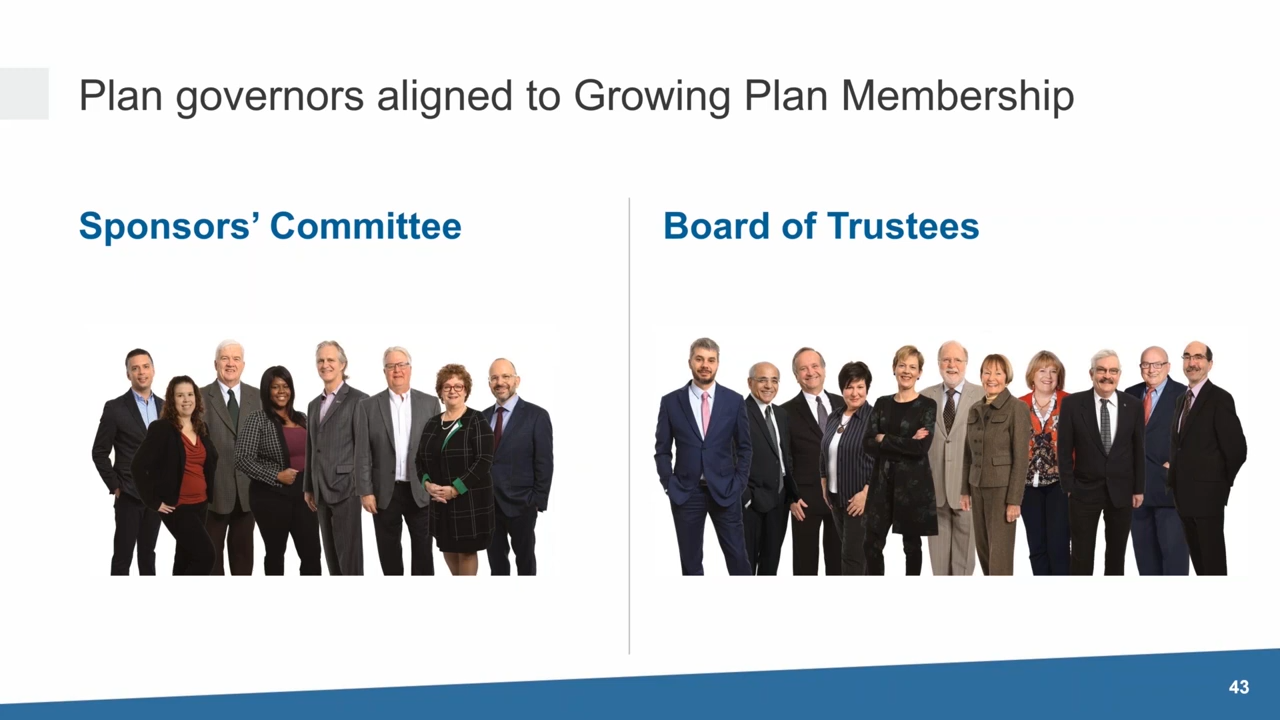 Plan governors aligned to Growing Plan Membership
Sponsors’ Committee
Board of Trustees
43